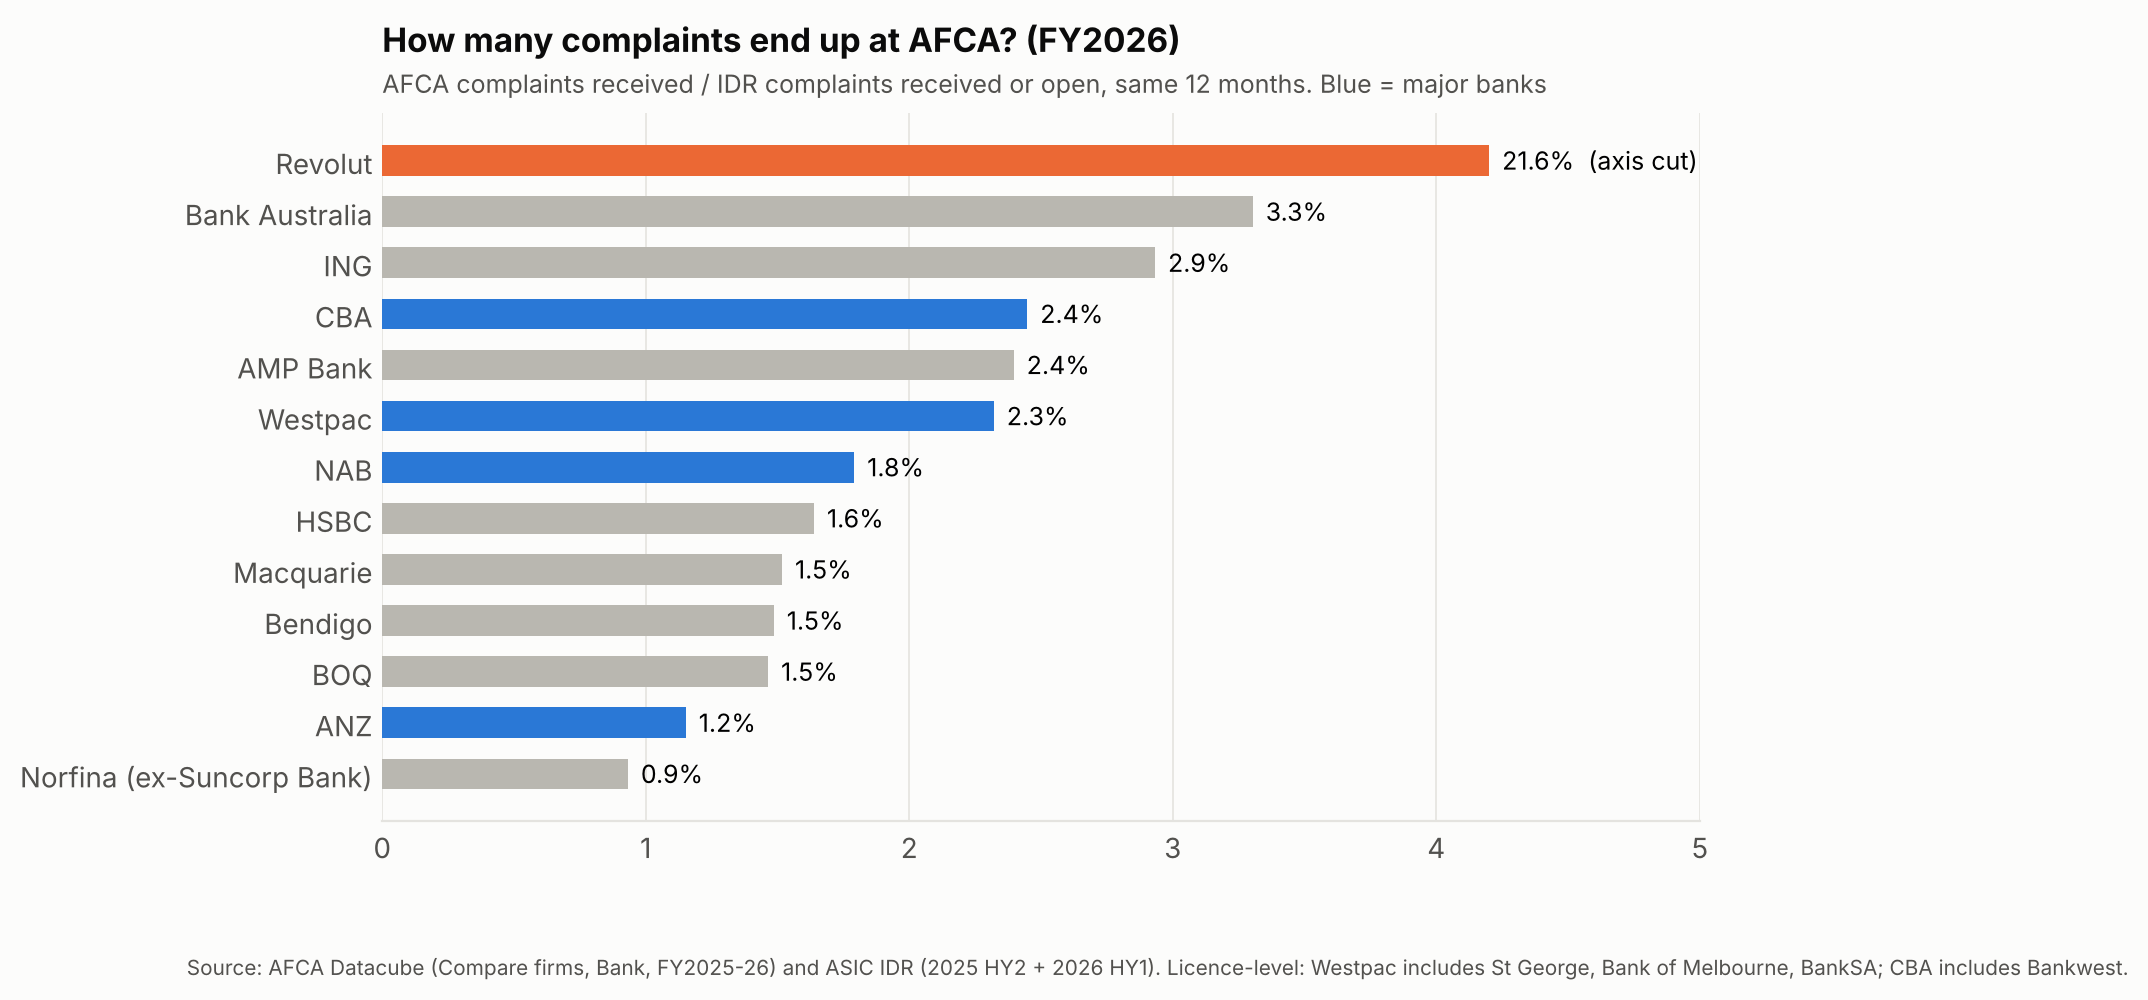 How many complaints end up at AFCA? (FY2026)
AFCA complaints received / IDR complaints received or open, same 12 months. Blue = major banks
Revolut 21.6% (axis cut)
Bank Australia 3.3%
ING 2.9%
CBA 2.4%
AMP Bank 2.4%
Westpac 2.3%
NAB 1.8%
HSBC 1.6%
Macquarie 1.5%
Bendigo 1.5%
BOQ 1.5%
ANZ 1.2%
Norfina (ex-Suncorp Bank) 0.9%
0 1 2 3 4 5
Source: AFCA Datacube (Compare firms, Bank, FY2025-26) and ASIC IDR (2025 HY2 + 2026 HY1). Licence-level: Westpac includes St George, Bank of Melbourne, BankSA; CBA includes Bankwest.